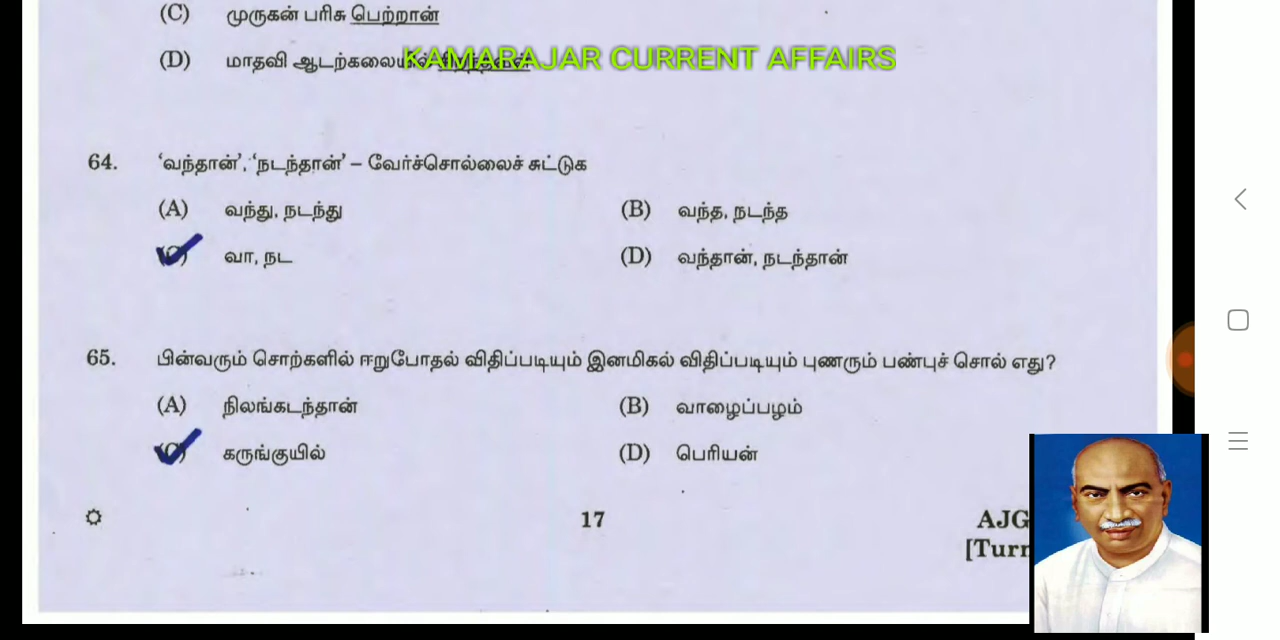 (C) முருகன் பரிசு பெற்றான்
(D) மாதவி ஆடற்கலையில்
KAMARAJAR CURRENT AFFAIRS
64. ‘வந்தான்’, ‘நடந்தான்’ – வேர்ச்சொல்லைச் சுட்டுக
(A) வந்து, நடந்து (B) வந்த, நடந்த
(C) வா, நட (D) வந்தான், நடந்தான்
65. பின்வரும் சொற்களில் ஈறுபோதல் விதிப்படியும் இனமிகல் விதிப்படியும் புணரும் பண்புச் சொல் எது?
(A) நிலங்கடந்தான் (B) வாழைப்பழம்
(C) கருங்குயில் (D) பெரியன்
17 AJG
[Turn